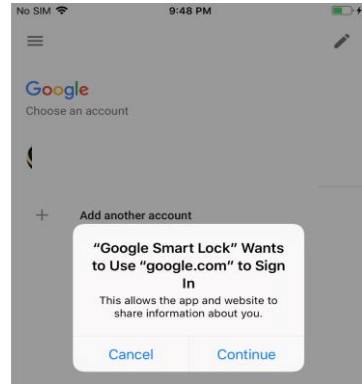 No SIM 9:48 PM
Google
Choose an account
+ Add another account
“Google Smart Lock” Wants
to Use “google.com” to Sign
In
This allows the app and website to
share information about you.
Cancel Continue